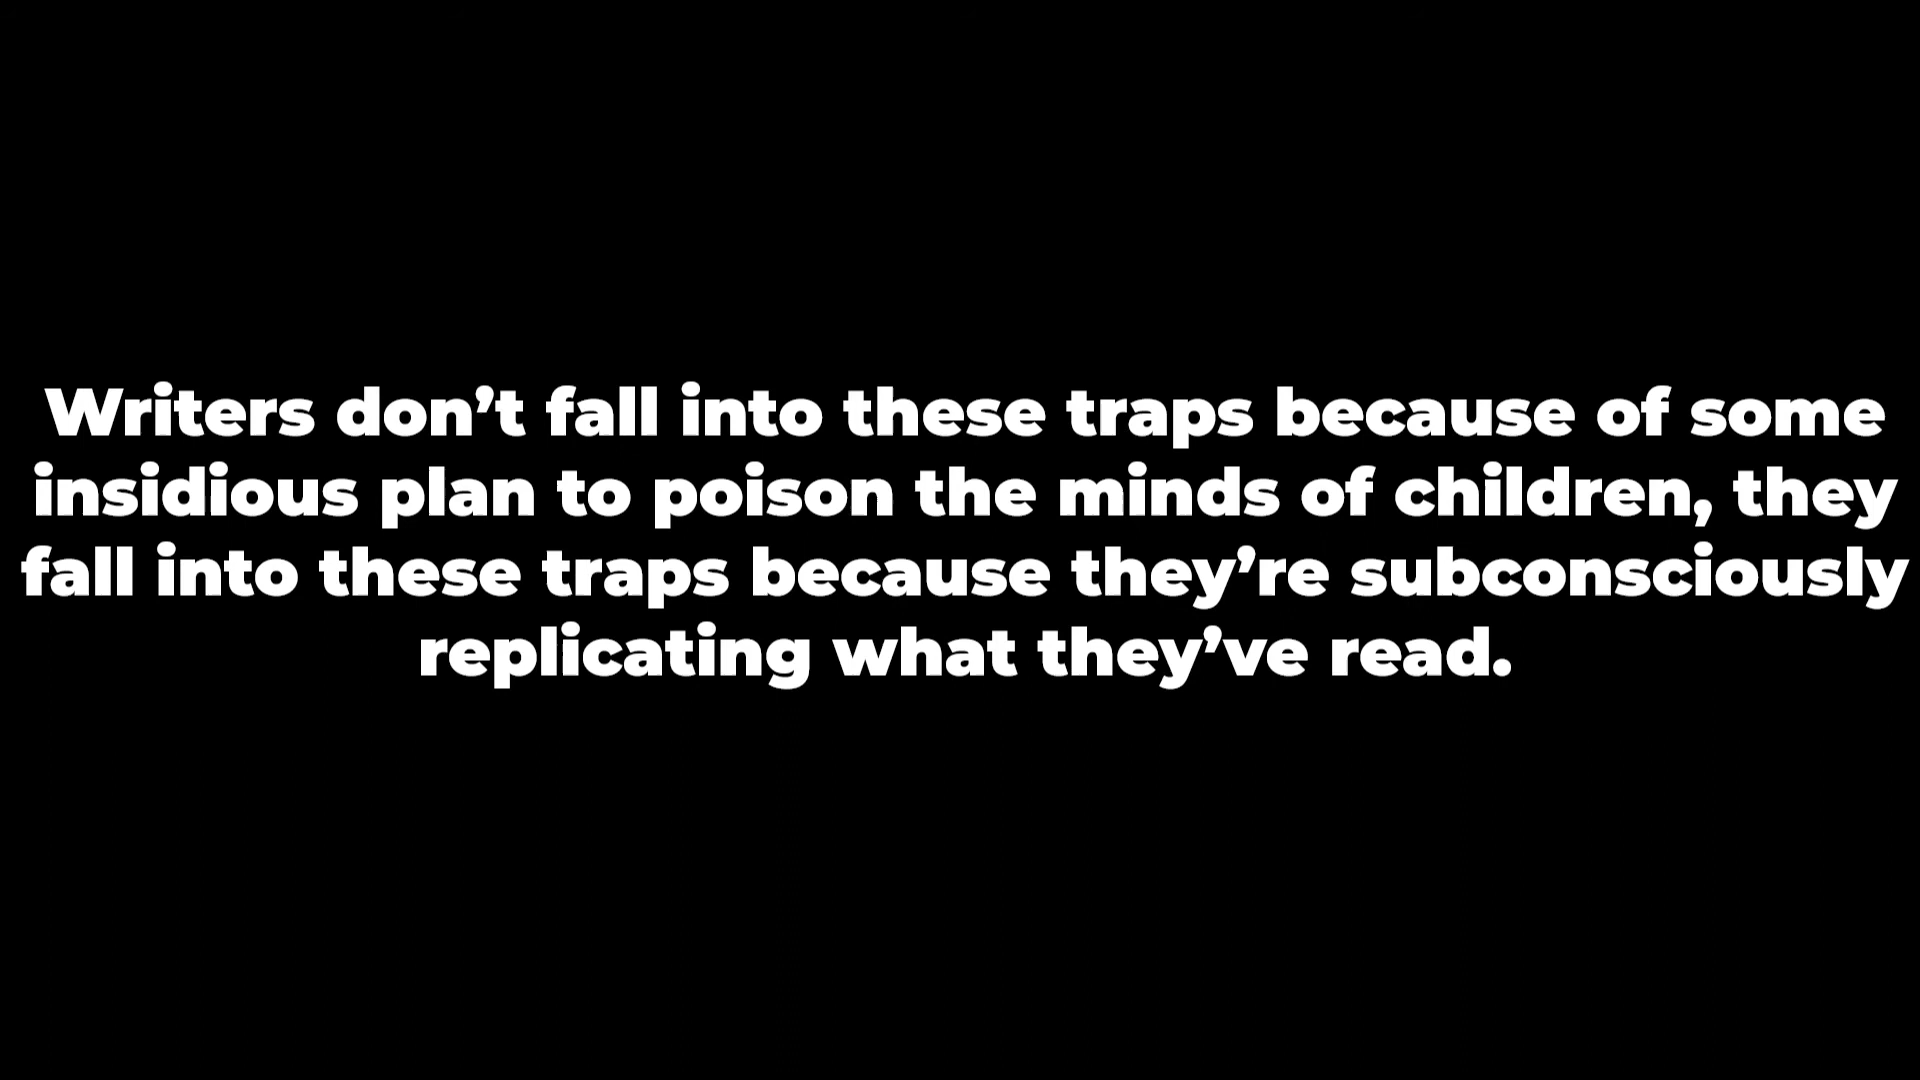 Writers don’t fall into these traps because of some
insidious plan to poison the minds of children, they
fall into these traps because they’re subconsciously
replicating what they’ve read.